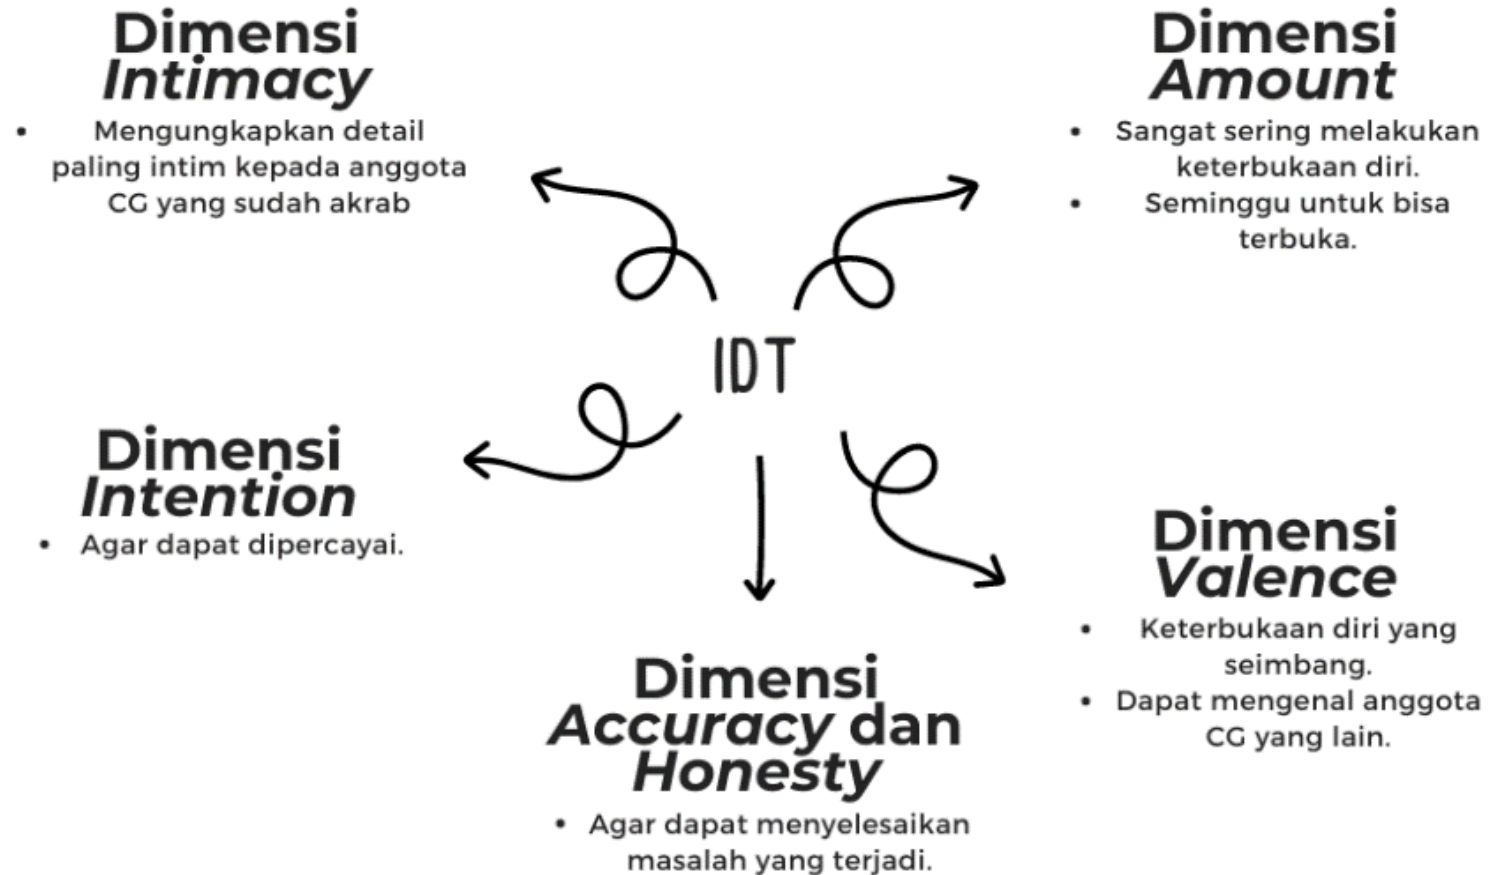 Dimensi
Intimacy
• Mengungkapkan detail
paling intim kepada anggota
CG yang sudah akrab
Dimensi
Amount
• Sangat sering melakukan
keterbukaan diri.
• Seminggu untuk bisa
terbuka.
IDT
Dimensi
Intention
• Agar dapat dipercayai.
Dimensi
Valence
• Keterbukaan diri yang
seimbang.
• Dapat mengenal anggota
CG yang lain.
Dimensi
Accuracy dan
Honesty
• Agar dapat menyelesaikan
masalah yang terjadi.